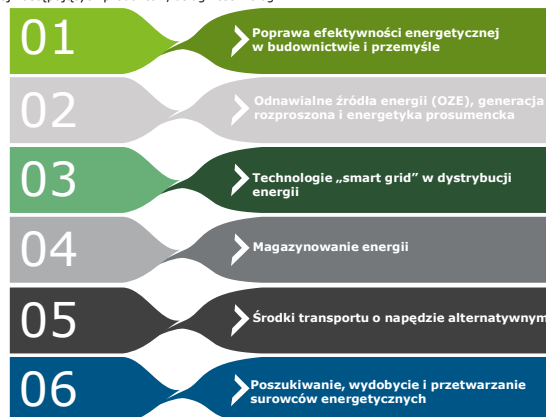 01
Poprawa efektywności energetycznej
w budownictwie i przemyśle
02
Odnawialne źródła energii (OZE), generacja
rozproszona i energetyka prosumencka
03
Technologie „smart grid” w dystrybucji
energii
04
Magazynowanie energii
05
Środki transportu o napędzie alternatywnym
06
Poszukiwanie, wydobycie i przetwarzanie
surowców energetycznych